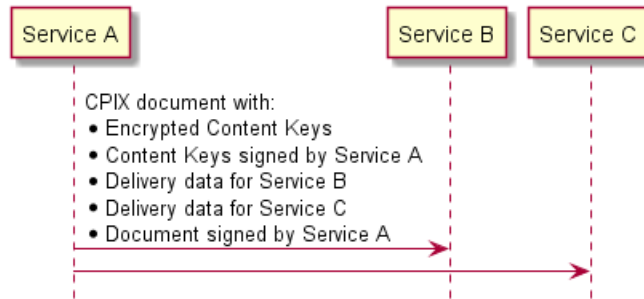 Service A
Service B
Service C
CPIX document with:
• Encrypted Content Keys
• Content Keys signed by Service A
• Delivery data for Service B
• Delivery data for Service C
• Document signed by Service A